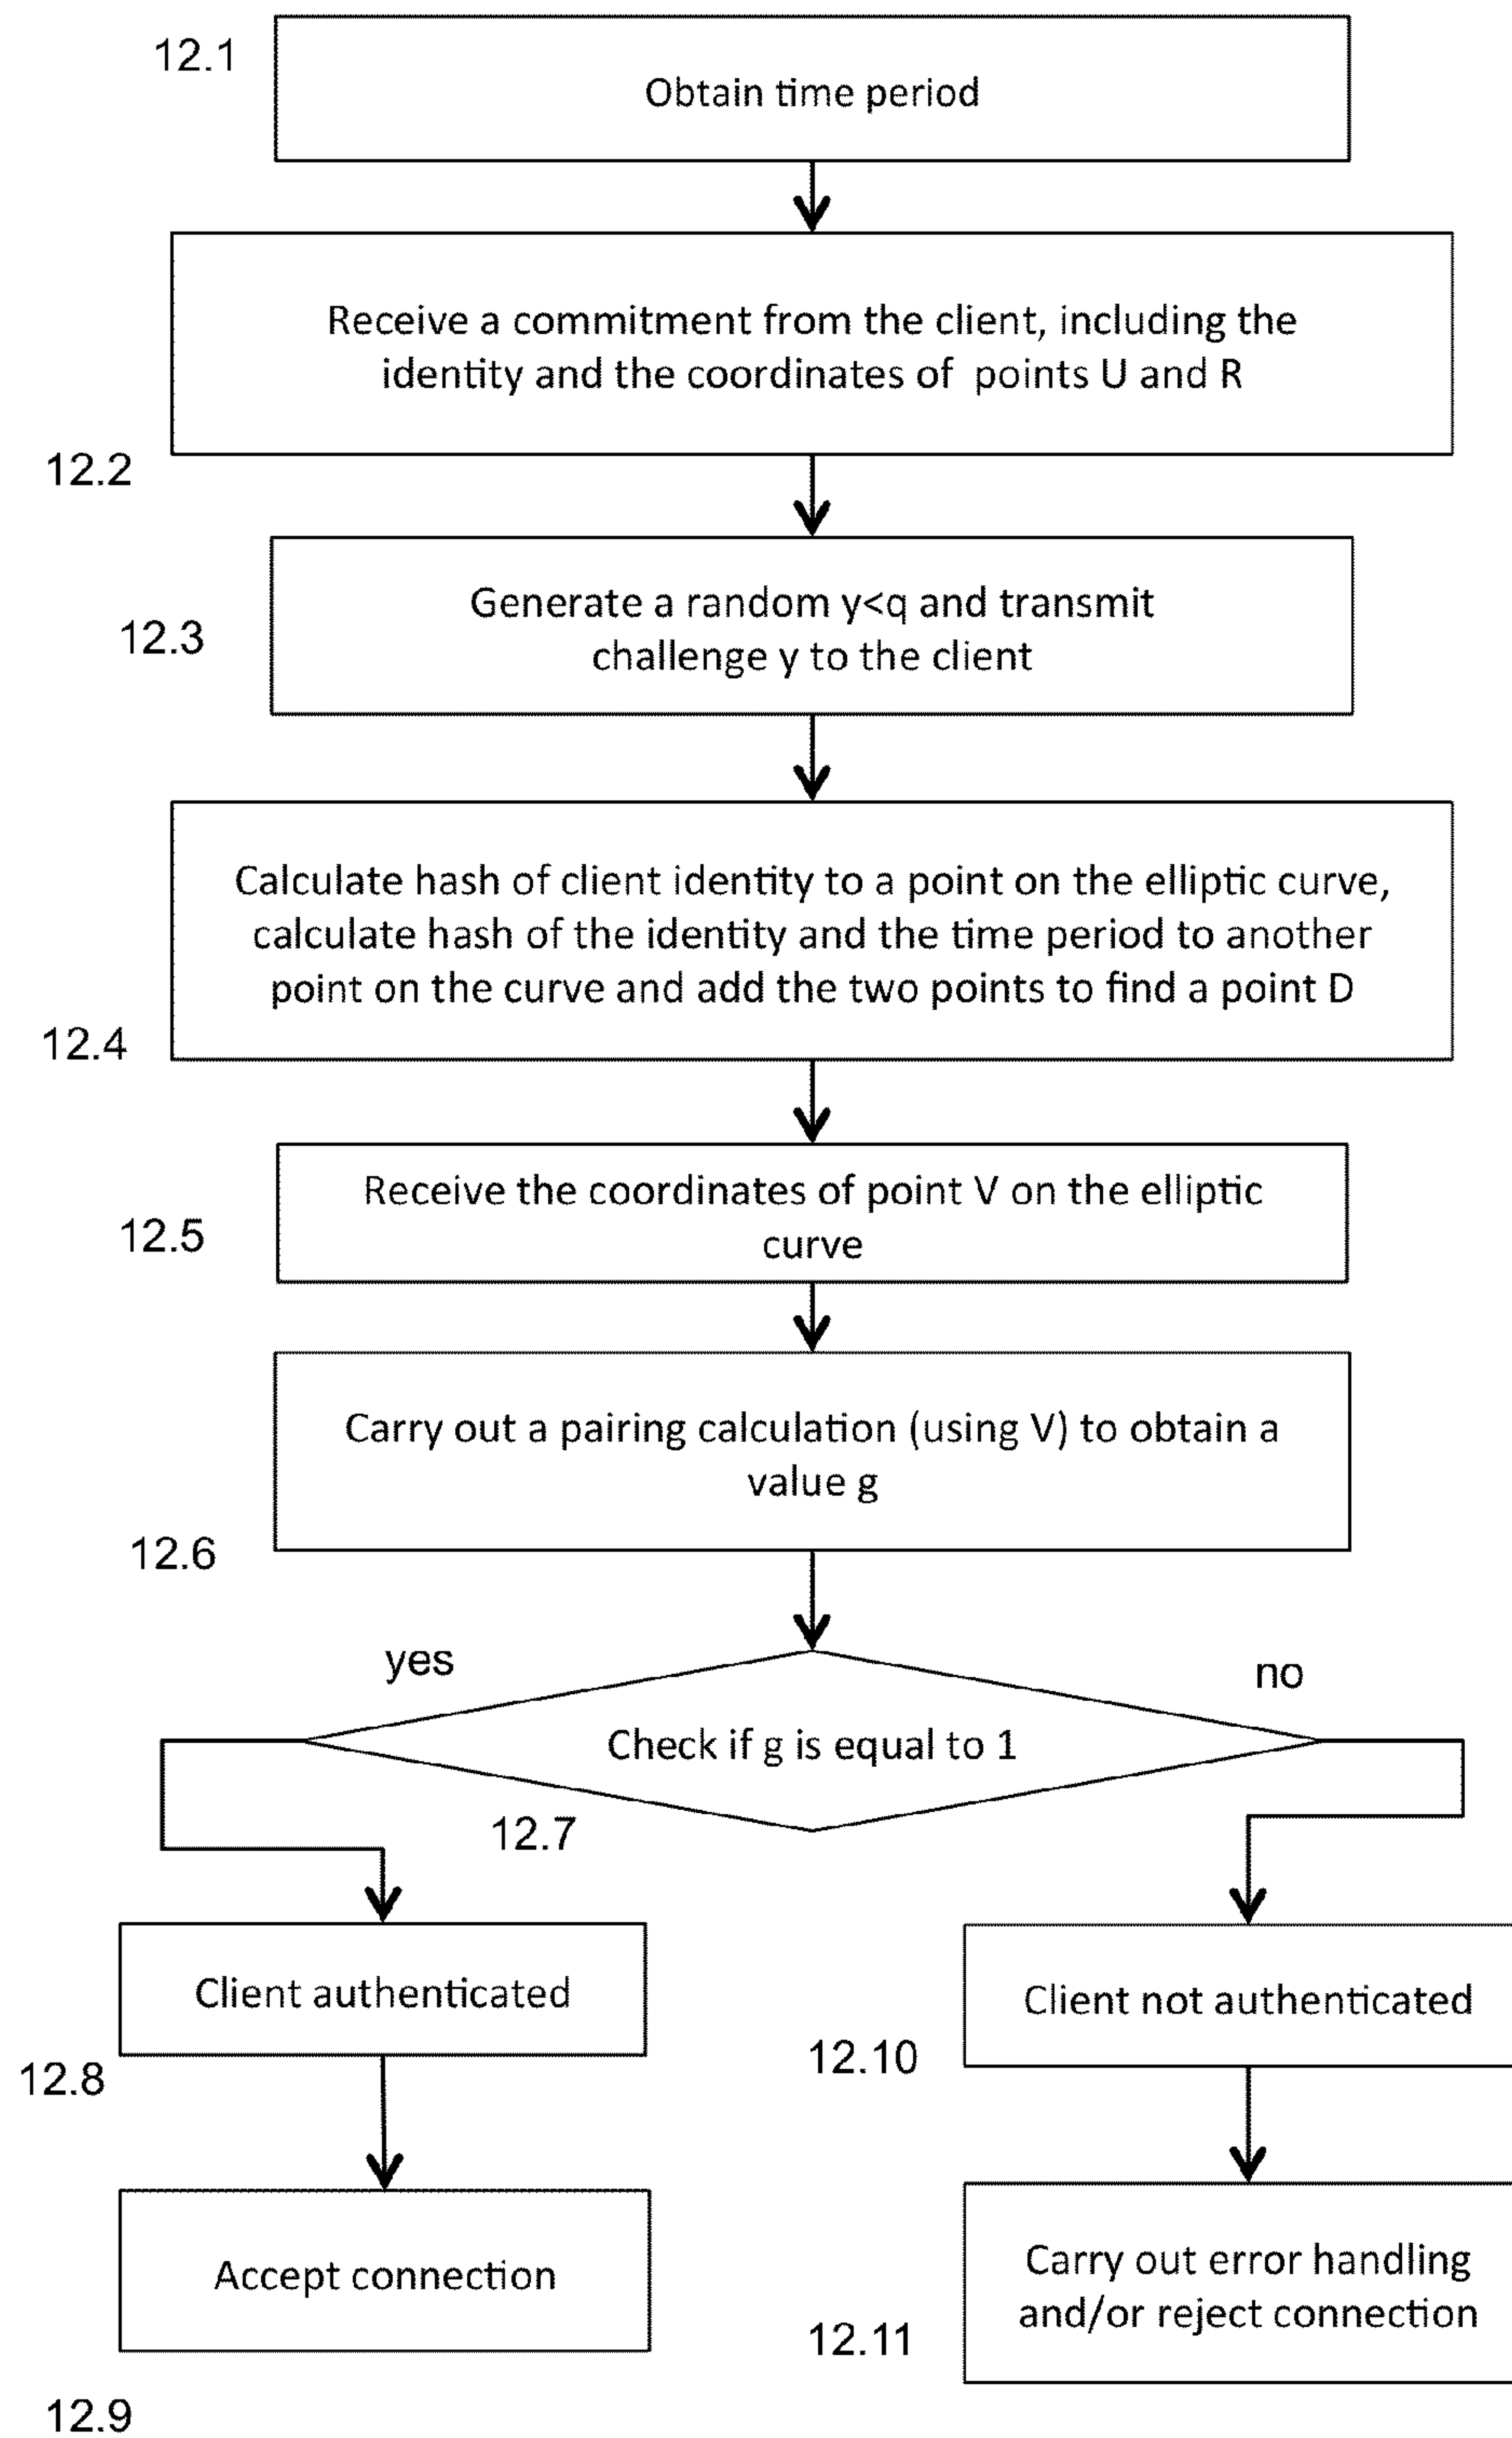 12.1
Obtain time period
Receive a commitment from the client, including the
identity and the coordinates of points U and R
12.2
Generate a random y<q and transmit
challenge y to the client
12.3
Calculate hash of client identity to a point on the elliptic curve,
calculate hash of the identity and the time period to another
point on the curve and add the two points to find a point D
12.4
Receive the coordinates of point V on the elliptic
curve
12.5
Carry out a pairing calculation (using V) to obtain a
value g
12.6
yes
no
Check if g is equal to 1
12.7
Client authenticated
Client not authenticated
12.8
12.10
Accept connection
Carry out error handling
and/or reject connection
12.11
12.9